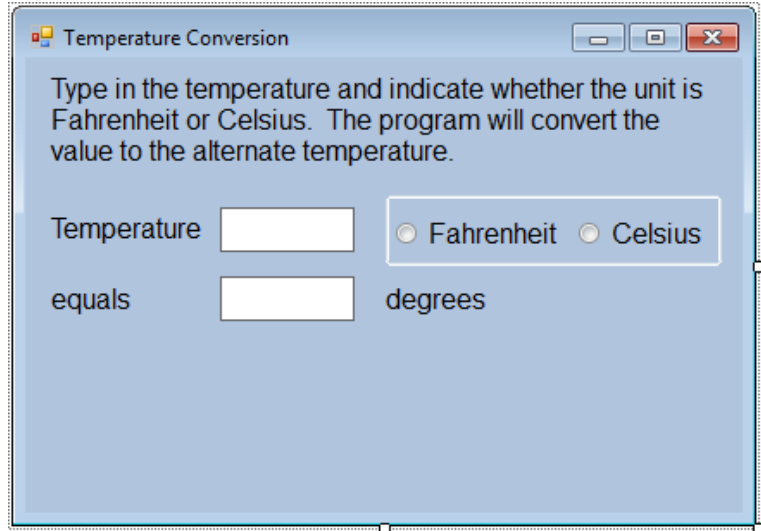 Temperature Conversion
Type in the temperature and indicate whether the unit is
Fahrenheit or Celsius.  The program will convert the
value to the alternate temperature.
Temperature Fahrenheit Celsius
equals degrees